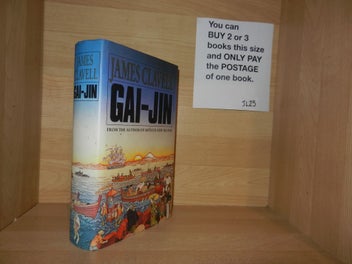 JAMES
CLAVELL
GAI-JIN
JAMES CLAVELL
GAI-JIN
You can
BUY 2 or 3
books this size
and ONLY PAY
the POSTAGE
of one book.